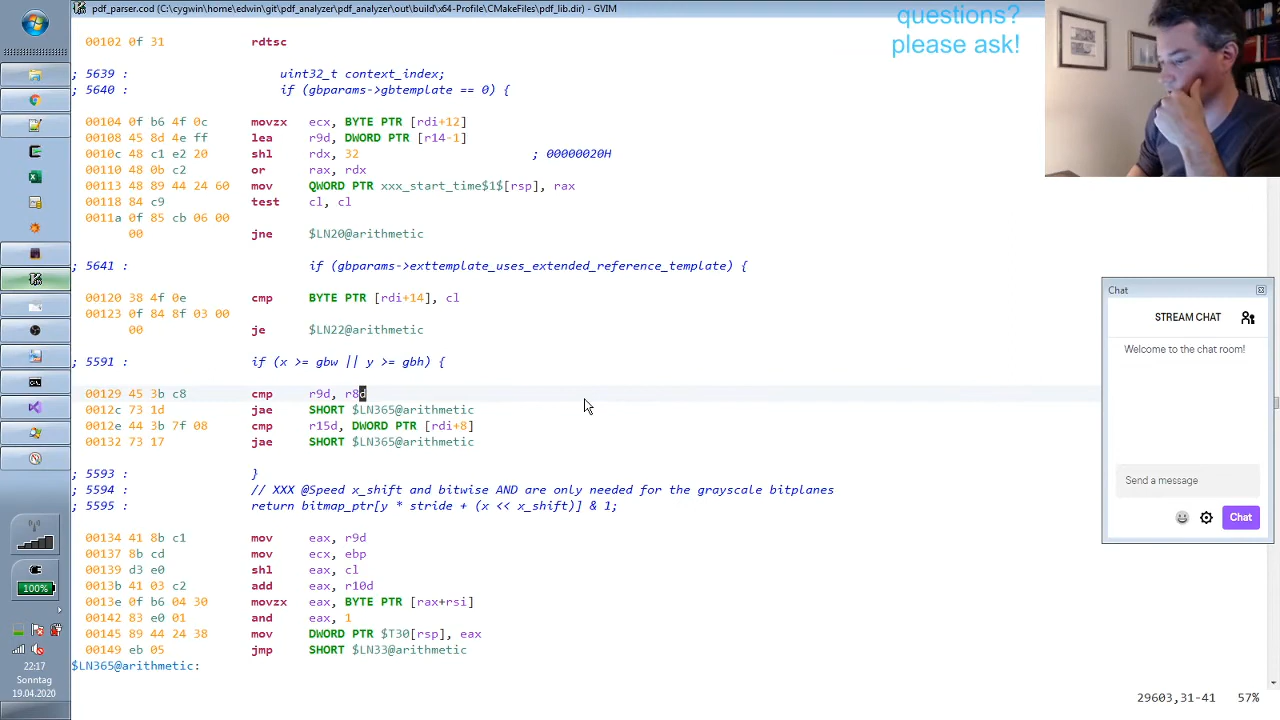 pdf_parser.cod (C:\cygwin\home\edwin\git\pdf_analyzer\pdf_analyzer\out\build\x64-Profile\CMakeFiles\pdf_lib.dir) - GVIM
questions?
please ask!
00102 0f 31 rdtsc
; 5639 : uint32_t context_index;
; 5640 : if (gbparams->gbtemplate == 0) {
00104 0f b6 4f 0c movzx ecx, BYTE PTR [rdi+12]
00108 45 8d 4e ff lea r9d, DWORD PTR [r14-1]
0010c 48 c1 e2 20 shl rdx, 32 ; 00000020H
00110 48 0b c2 or rax, rdx
00113 48 89 44 24 60 mov QWORD PTR xxx_start_time$1$[rsp], rax
00118 84 c9 test cl, cl
0011a 0f 85 cb 06 00
00 jne $LN20@arithmetic
; 5641 : if (gbparams->exttemplate_uses_extended_reference_template) {
00120 38 4f 0e cmp BYTE PTR [rdi+14], cl
00123 0f 84 8f 03 00
00 je $LN22@arithmetic
; 5591 : if (x >= gbw || y >= gbh) {
00129 45 3b c8 cmp r9d, r8d
0012c 73 1d jae SHORT $LN365@arithmetic
0012e 44 3b 7f 08 cmp r15d, DWORD PTR [rdi+8]
00132 73 17 jae SHORT $LN365@arithmetic
; 5593 : }
; 5594 : // XXX @Speed x_shift and bitwise AND are only needed for the grayscale bitplanes
; 5595 : return bitmap_ptr[y * stride + (x << x_shift)] & 1;
00134 41 8b c1 mov eax, r9d
00137 8b cd mov ecx, ebp
00139 d3 e0 shl eax, cl
0013b 41 03 c2 add eax, r10d
0013e 0f b6 04 30 movzx eax, BYTE PTR [rax+rsi]
00142 83 e0 01 and eax, 1
00145 89 44 24 38 mov DWORD PTR $T30[rsp], eax
00149 eb 05 jmp SHORT $LN33@arithmetic
$LN365@arithmetic:
29603,31-41 57%
Chat
STREAM CHAT
Welcome to the chat room!
Send a message
Chat
100%
22:17
Sonntag
19.04.2020